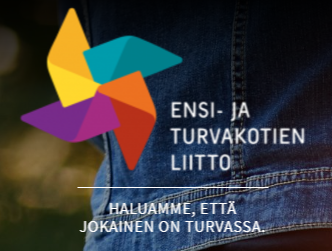 ENSI- JA
TURVAKOTIEN
LIITTO
HALUAMME, ETTÄ
JOKAINEN ON TURVASSA.